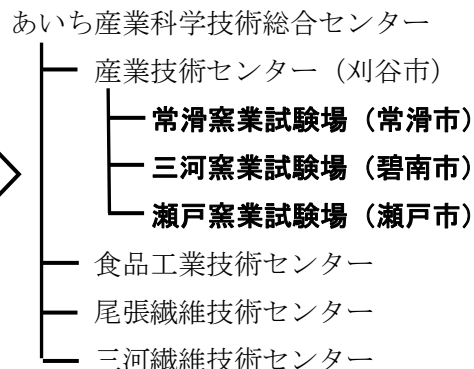 あいち産業科学技術総合センター
産業技術センター（刈谷市）
常滑窯業試験場（常滑市）
三河窯業試験場（碧南市）
瀬戸窯業試験場（瀬戸市）
食品工業技術センター
尾張繊維技術センター
三河繊維技術センター